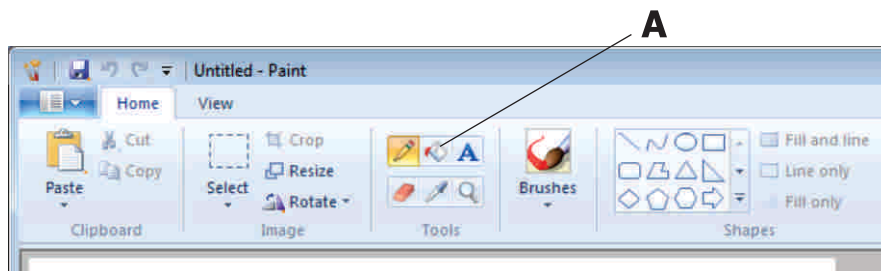 A
Untitled - Paint
Home View
Cut Crop Fill and line
Copy Resize A Line only
Paste Select Rotate Brushes Fill only
Clipboard Image Tools Shapes